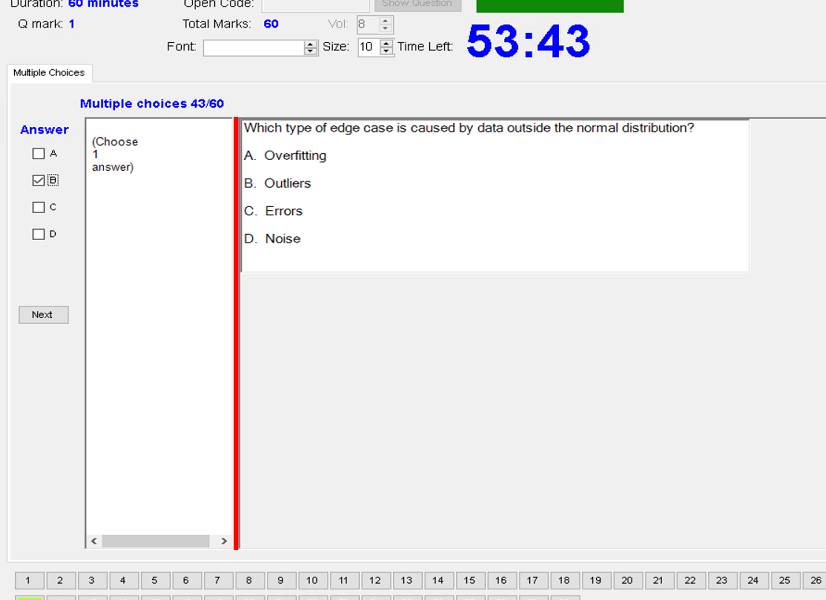 Duration: 60 minutes Open Code: Show Question
Q mark: 1 Total Marks: 60 Vol: 8
Font: Size: 10 Time Left: 53:43
Multiple Choices
Multiple choices 43/60
Answer
A
B
C
D
Next
(Choose
1
answer)
Which type of edge case is caused by data outside the normal distribution?
A. Overfitting
B. Outliers
C. Errors
D. Noise
1 2 3 4 5 6 7 8 9 10 11 12 13 14 15 16 17 18 19 20 21 22 23 24 25 26